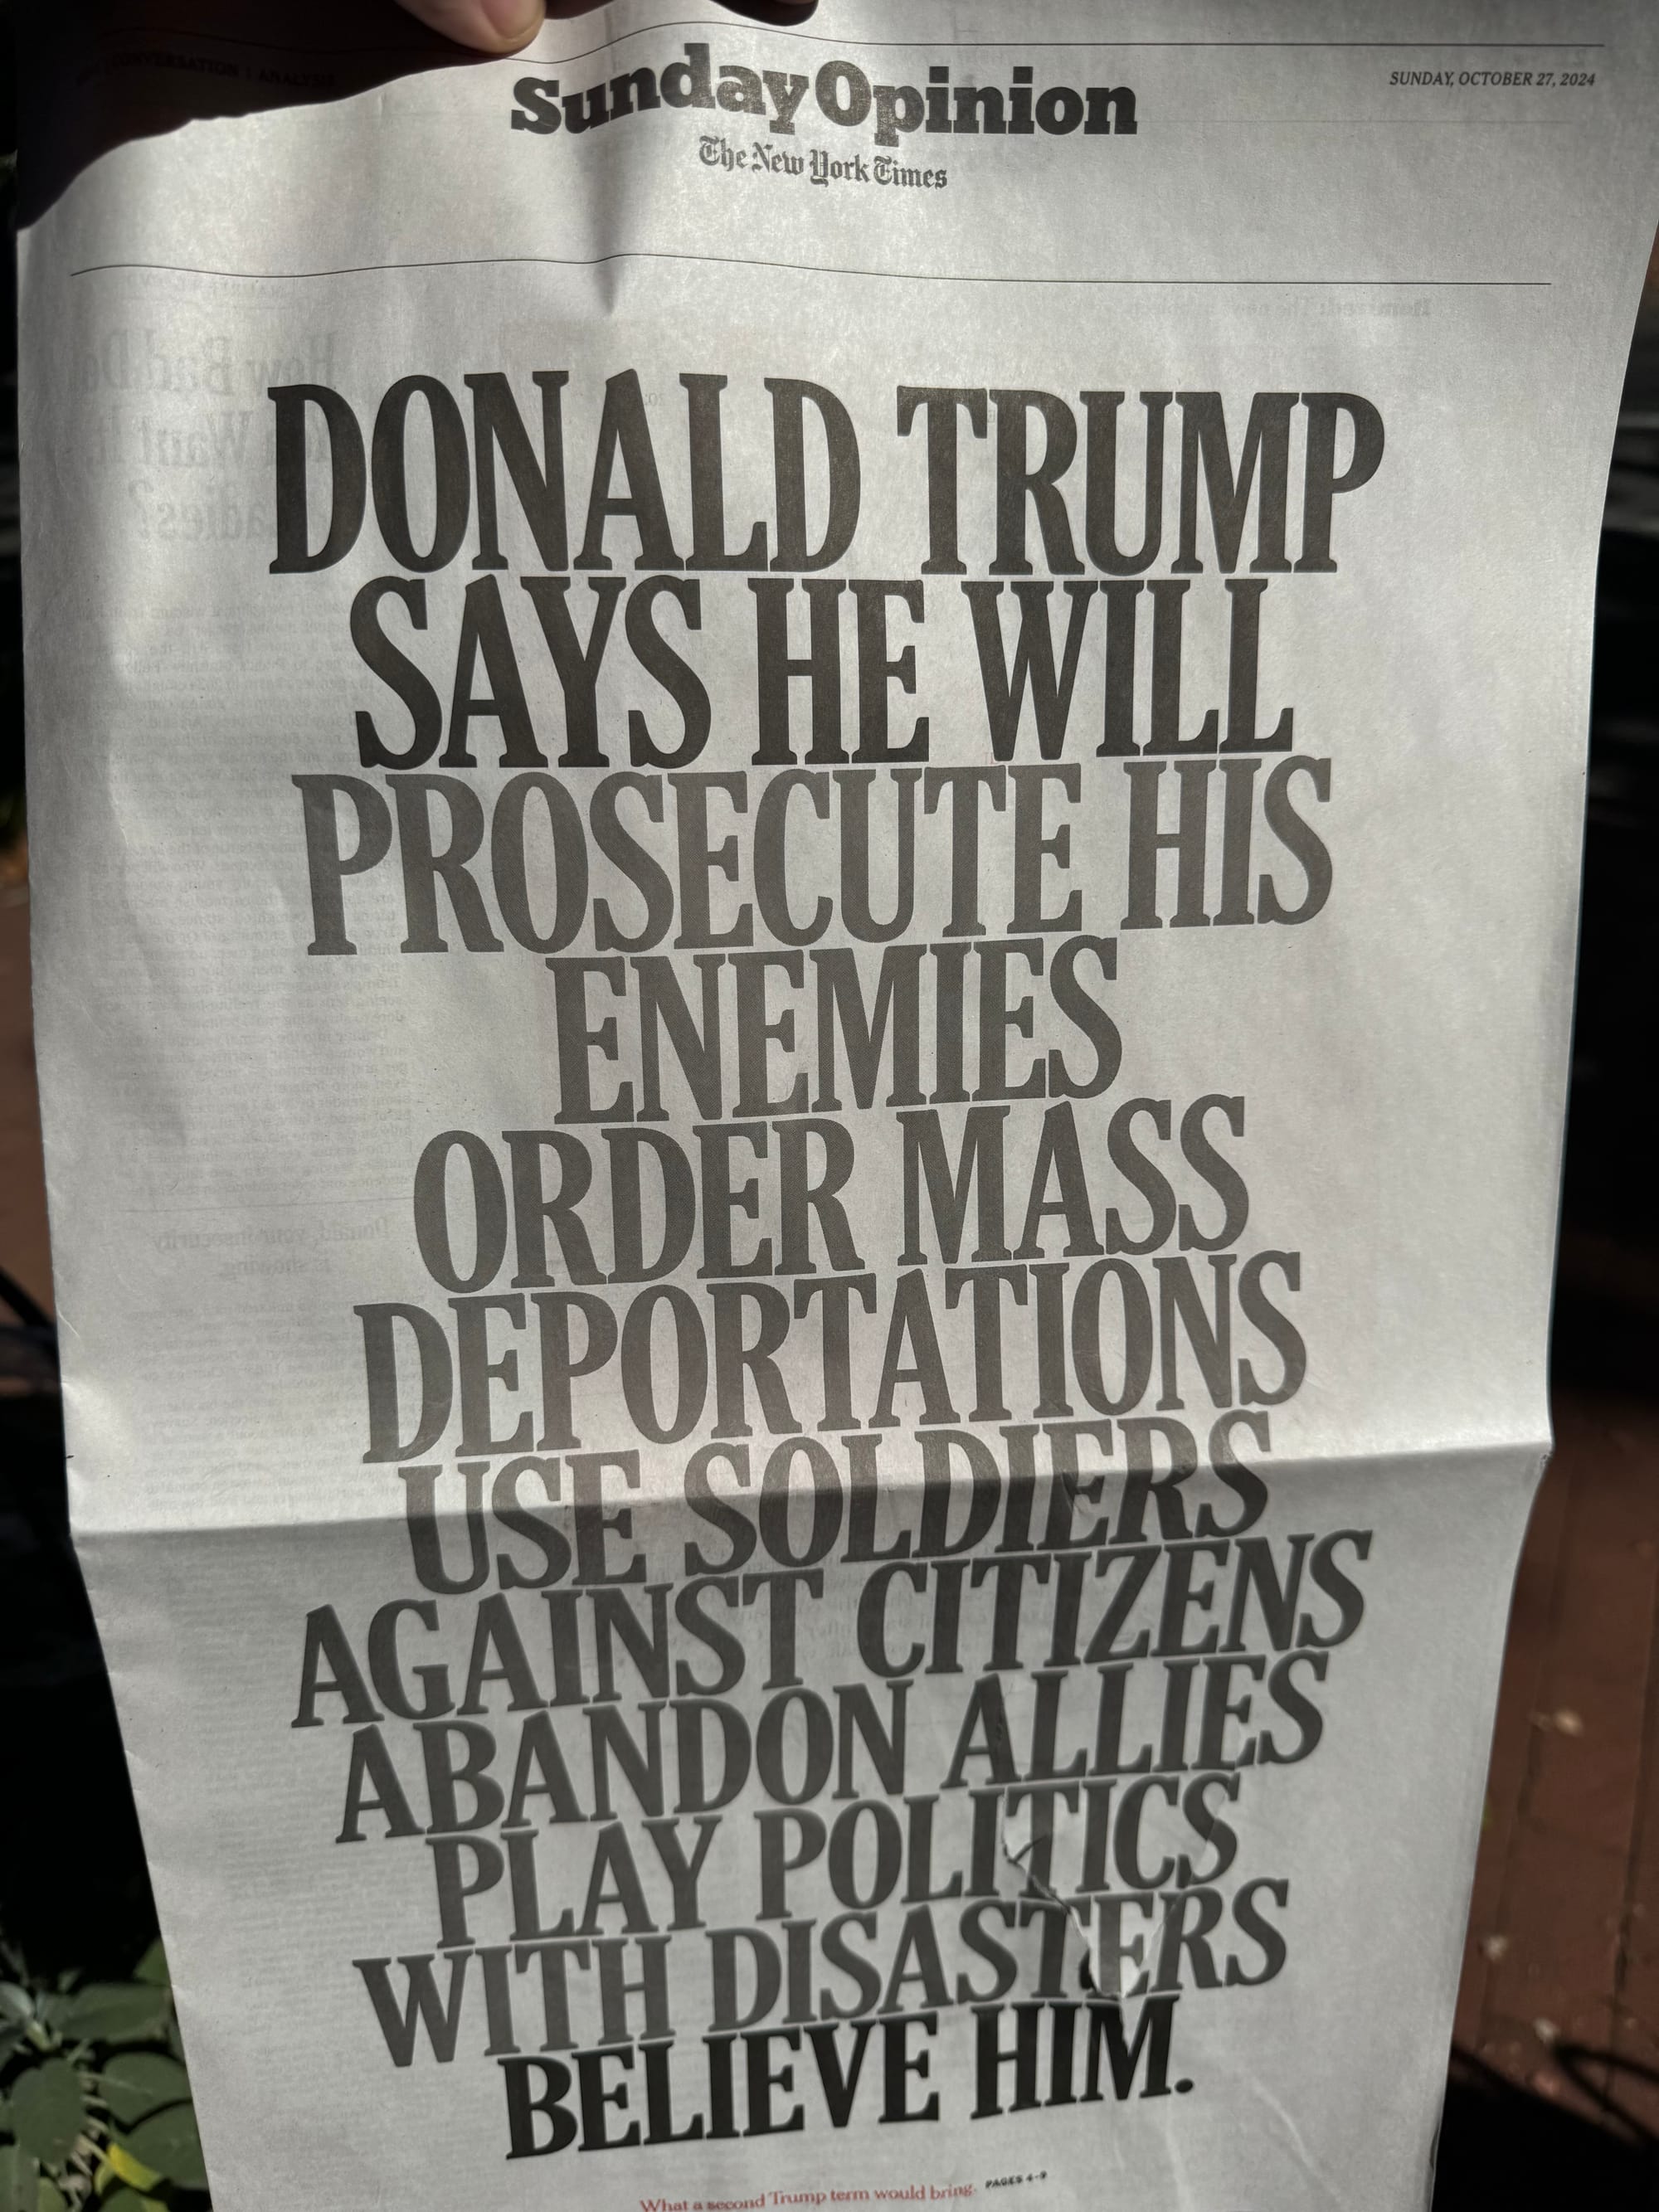 CONVERSATION | ANALYSIS
SUNDAY, OCTOBER 27, 2024
Sunday Opinion
The New York Times
DONALD TRUMP
SAYS HE WILL
PROSECUTE HIS
ENEMIES
ORDER MASS
DEPORTATIONS
USE SOLDIERS
AGAINST CITIZENS
ABANDON ALLIES
PLAY POLITICS
WITH DISASTERS
BELIEVE HIM.
What a second Trump term would bring. PAGES 4-9